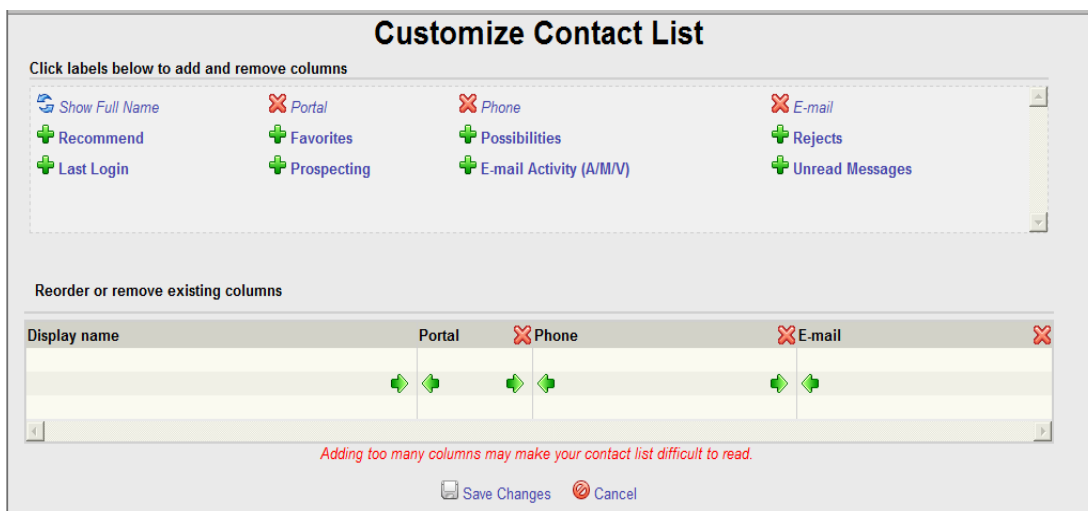 Customize Contact List
Click labels below to add and remove columns
Show Full Name Portal Phone E-mail
Recommend Favorites Possibilities Rejects
Last Login Prospecting E-mail Activity (A/M/V) Unread Messages
Reorder or remove existing columns
Display name Portal Phone E-mail
Adding too many columns may make your contact list difficult to read.
Save Changes Cancel